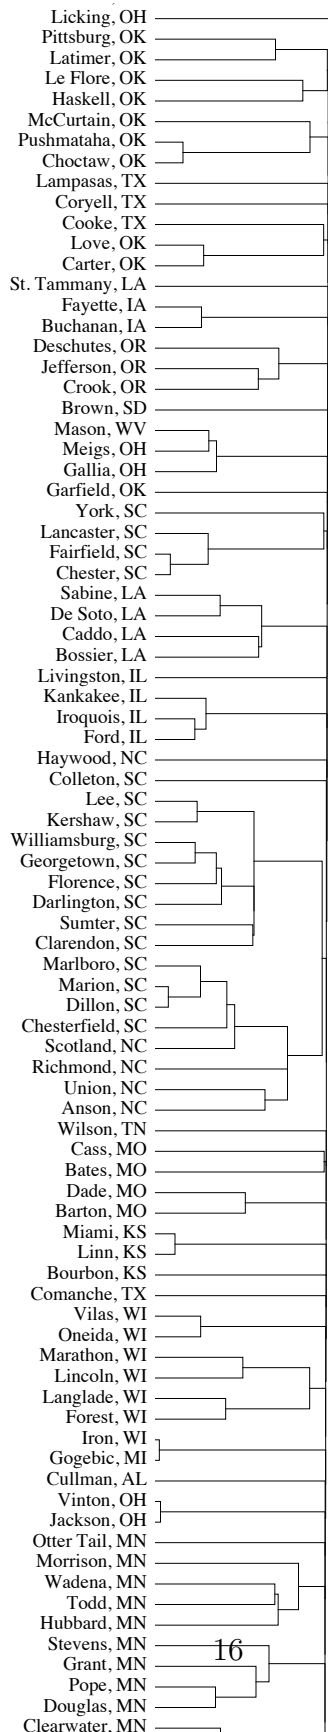 Licking, OH
Pittsburg, OK
Latimer, OK
Le Flore, OK
Haskell, OK
McCurtain, OK
Pushmataha, OK
Choctaw, OK
Lampasas, TX
Coryell, TX
Cooke, TX
Love, OK
Carter, OK
St. Tammany, LA
Fayette, IA
Buchanan, IA
Deschutes, OR
Jefferson, OR
Crook, OR
Brown, SD
Mason, WV
Meigs, OH
Gallia, OH
Garfield, OK
York, SC
Lancaster, SC
Fairfield, SC
Chester, SC
Sabine, LA
De Soto, LA
Caddo, LA
Bossier, LA
Livingston, IL
Kankakee, IL
Iroquois, IL
Ford, IL
Haywood, NC
Colleton, SC
Lee, SC
Kershaw, SC
Williamsburg, SC
Georgetown, SC
Florence, SC
Darlington, SC
Sumter, SC
Clarendon, SC
Marlboro, SC
Marion, SC
Dillon, SC
Chesterfield, SC
Scotland, NC
Richmond, NC
Union, NC
Anson, NC
Wilson, TN
Cass, MO
Bates, MO
Dade, MO
Barton, MO
Miami, KS
Linn, KS
Bourbon, KS
Comanche, TX
Vilas, WI
Oneida, WI
Marathon, WI
Lincoln, WI
Langlade, WI
Forest, WI
Iron, WI
Gogebic, MI
Cullman, AL
Vinton, OH
Jackson, OH
Otter Tail, MN
Morrison, MN
Wadena, MN
Todd, MN
Hubbard, MN
Stevens, MN
16
Grant, MN
Pope, MN
Douglas, MN
Clearwater, MN